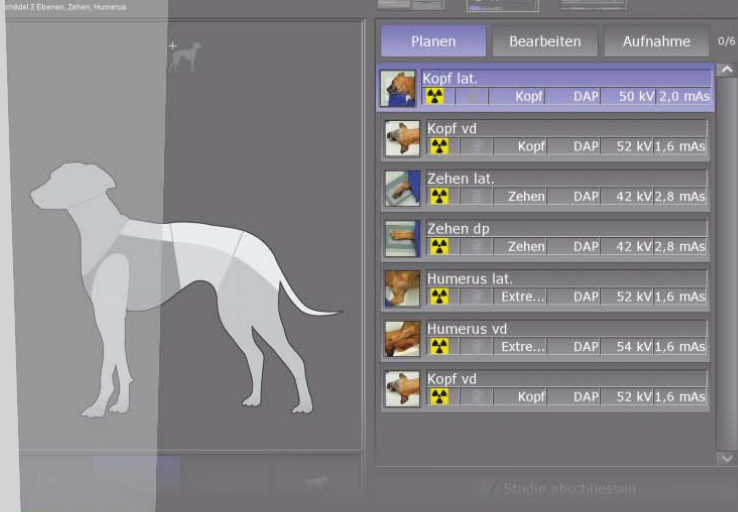 chädel 2 Ebenen, Zehen, Humerus
Planen Bearbeiten Aufnahme 0/6
Kopf lat.
Kopf DAP 50 kV 2,0 mAs
Kopf vd
Kopf DAP 52 kV 1,6 mAs
Zehen lat.
Zehen DAP 42 kV 2,8 mAs
Zehen dp
Zehen DAP 42 kV 2,8 mAs
Humerus lat.
Extre... DAP 52 kV 1,6 mAs
Humerus vd
Extre... DAP 54 kV 1,6 mAs
Kopf vd
Kopf DAP 52 kV 1,6 mAs
Studie abschliessen